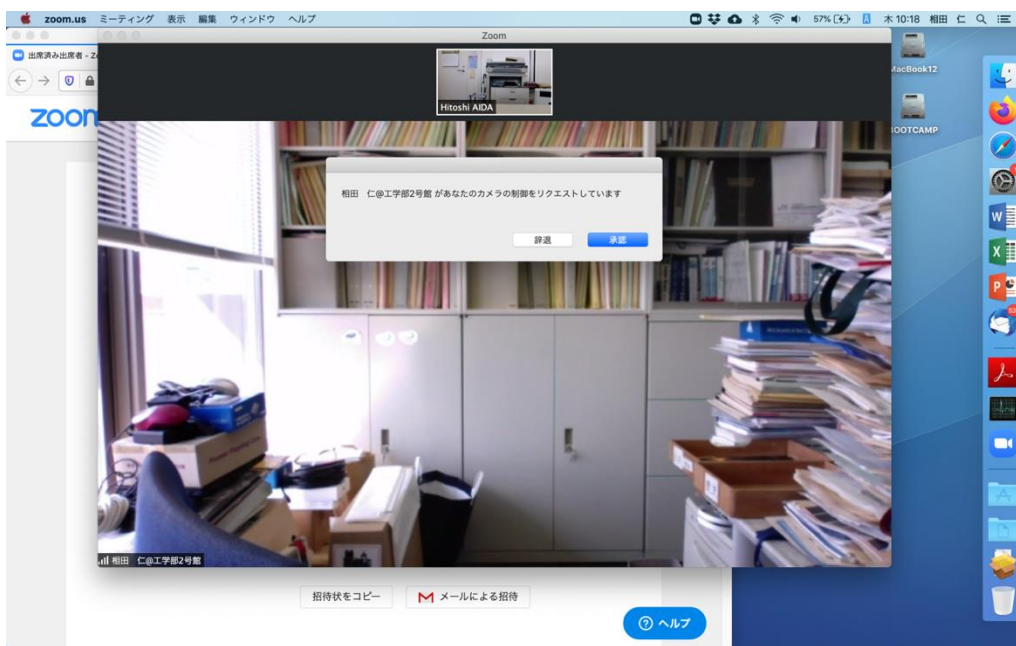 zoom.us ミーティング 表示 編集 ウィンドウ ヘルプ
57% 木 10:18 相田 仁
Zoom
出席済み出席者 - Z
zoom
MacBook12
BOOTCAMP
Hitoshi AIDA
相田 仁@工学部2号館 があなたのカメラの制御をリクエストしています
辞退 承認
相田 仁@工学部2号館
招待状をコピー
メールによる招待
ヘルプ